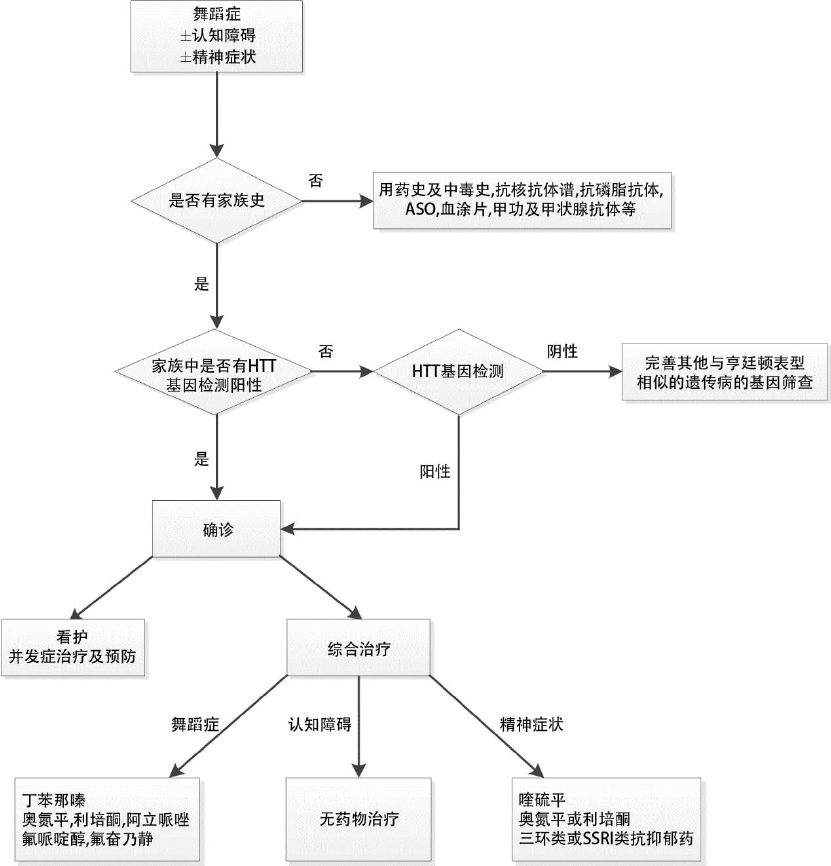 舞蹈症
±认知障碍
±精神症状
是否有家族史
否
用药史及中毒史,抗核抗体谱,抗磷脂抗体,
ASO,血涂片,甲功及甲状腺抗体等
是
家族中是否有HTT
基因检测阳性
否
HTT基因检测
阴性
完善其他与亨廷顿表型
相似的遗传病的基因筛查
是
阳性
确诊
看护
并发症治疗及预防
综合治疗
舞蹈症
认知障碍
精神症状
丁苯那嗪
奥氮平,利培酮,阿立哌唑
氟哌啶醇,氟奋乃静
无药物治疗
喹硫平
奥氮平或利培酮
三环类或SSRI类抗抑郁药